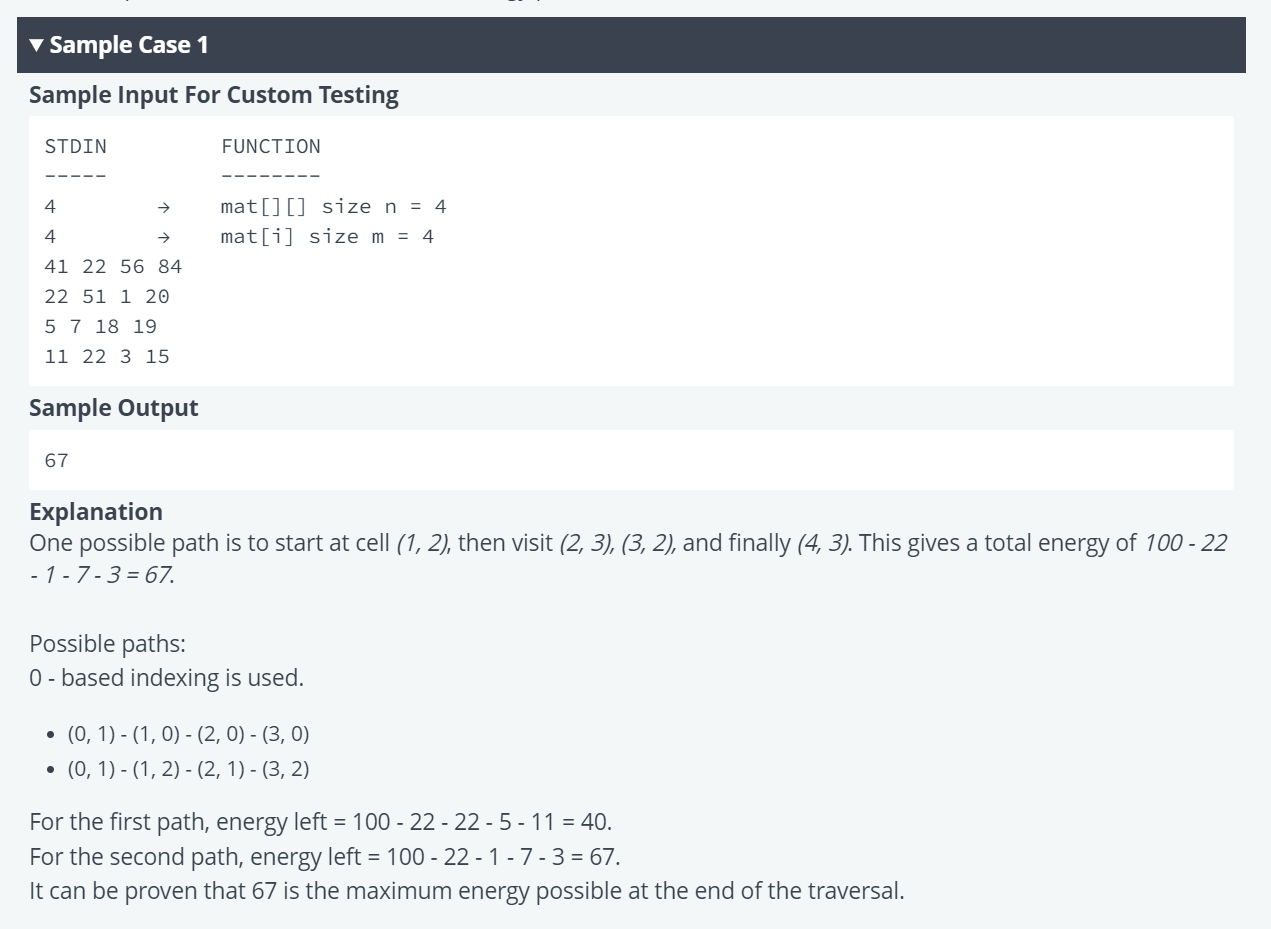 ▼ Sample Case 1
Sample Input For Custom Testing
STDIN FUNCTION
----- --------
4 → mat[][] size n = 4
4 → mat[i] size m = 4
41 22 56 84
22 51 1 20
5 7 18 19
11 22 3 15
Sample Output
67
Explanation
One possible path is to start at cell (1, 2), then visit (2, 3), (3, 2), and finally (4, 3). This gives a total energy of 100 - 22
- 1 - 7 - 3 = 67.
Possible paths:
0 - based indexing is used.
• (0, 1) - (1, 0) - (2, 0) - (3, 0)
• (0, 1) - (1, 2) - (2, 1) - (3, 2)
For the first path, energy left = 100 - 22 - 22 - 5 - 11 = 40.
For the second path, energy left = 100 - 22 - 1 - 7 - 3 = 67.
It can be proven that 67 is the maximum energy possible at the end of the traversal.